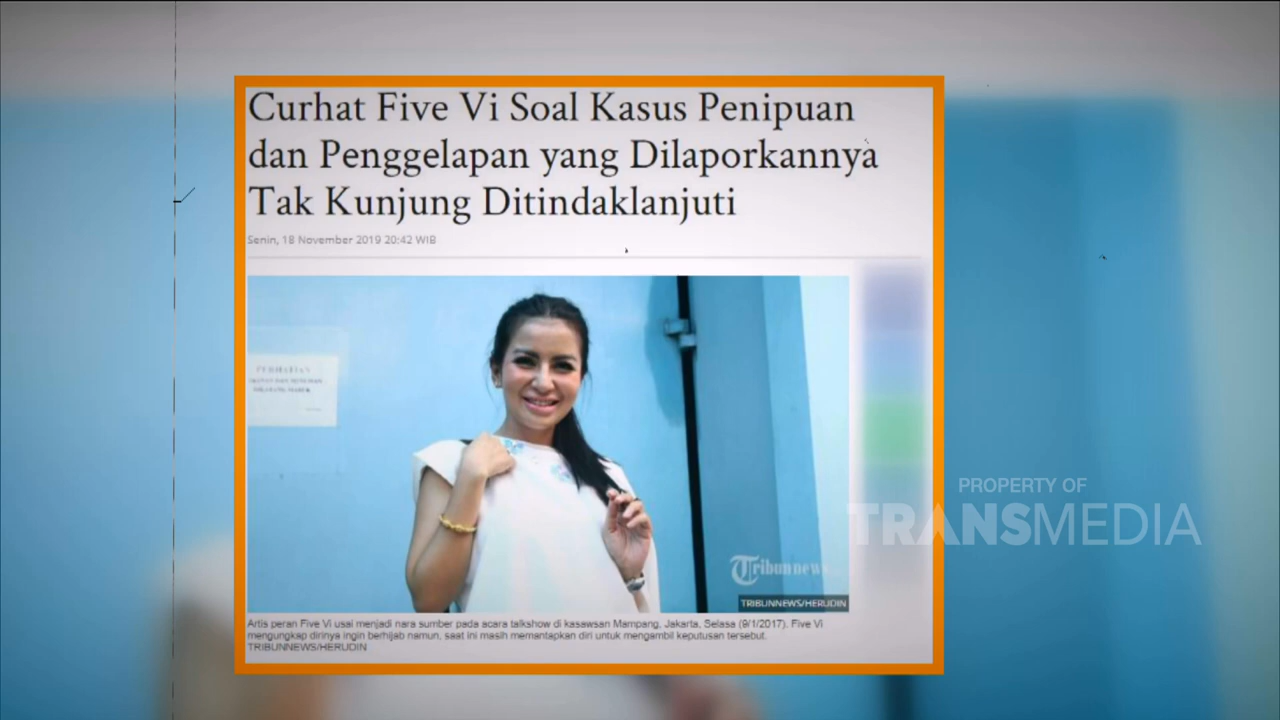 Curhat Five Vi Soal Kasus Penipuan
dan Penggelapan yang Dilaporkannya
Tak Kunjung Ditindaklanjuti
Senin, 18 November 2019 20:42 WIB
PERHATIAN
Tribunnews
TRIBUNNEWS/HERUDIN
PROPERTY OF
TRANSMEDIA
Artis peran Five Vi usai menjadi nara sumber pada acara talkshow di kasawsan Mampang, Jakarta, Selasa (9/1/2017). Five Vi
mengungkap dirinya ingin berhijab namun, saat ini masih memantapkan diri untuk mengambil keputusan tersebut.
TRIBUNNEWS/HERUDIN